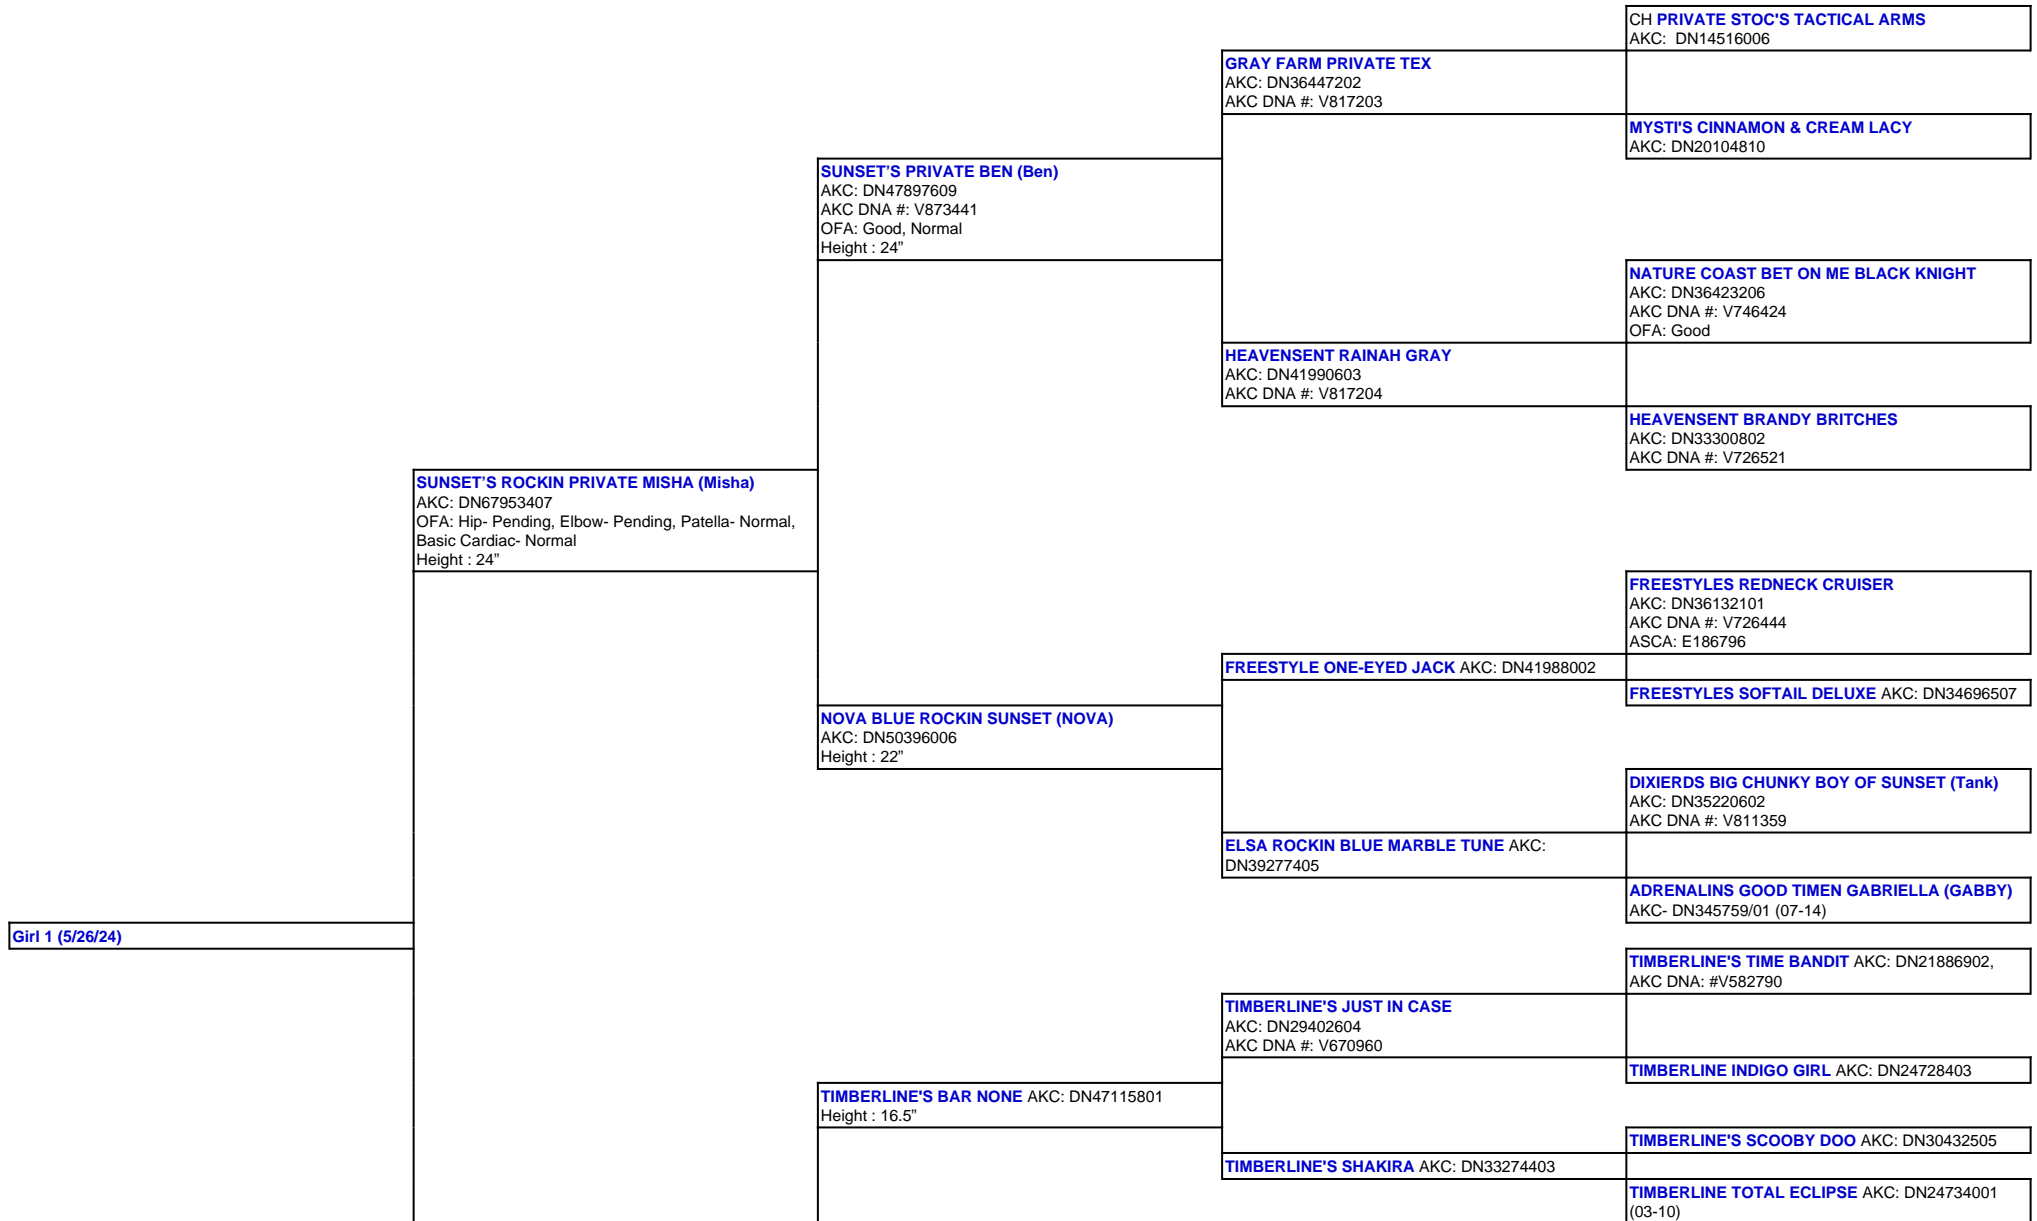 CH PRIVATE STOC'S TACTICAL ARMS
AKC:  DN14516006
GRAY FARM PRIVATE TEX
AKC: DN36447202
AKC DNA #: V817203
MYSTI'S CINNAMON & CREAM LACY
AKC: DN20104810
SUNSET’S PRIVATE BEN (Ben)
AKC: DN47897609
AKC DNA #: V873441
OFA: Good, Normal
Height : 24”
NATURE COAST BET ON ME BLACK KNIGHT
AKC: DN36423206
AKC DNA #: V746424
OFA: Good
HEAVENSENT RAINAH GRAY
AKC: DN41990603
AKC DNA #: V817204
HEAVENSENT BRANDY BRITCHES
AKC: DN33300802
AKC DNA #: V726521
SUNSET’S ROCKIN PRIVATE MISHA (Misha)
AKC: DN67953407
OFA: Hip- Pending, Elbow- Pending, Patella- Normal,
Basic Cardiac- Normal
Height : 24”
FREESTYLES REDNECK CRUISER
AKC: DN36132101
AKC DNA #: V726444
ASCA: E186796
FREESTYLE ONE-EYED JACK AKC: DN41988002
FREESTYLES SOFTAIL DELUXE AKC: DN34696507
NOVA BLUE ROCKIN SUNSET (NOVA)
AKC: DN50396006
Height : 22”
DIXIERDS BIG CHUNKY BOY OF SUNSET (Tank)
AKC: DN35220602
AKC DNA #: V811359
ELSA ROCKIN BLUE MARBLE TUNE AKC:
DN39277405
ADRENALINS GOOD TIMEN GABRIELLA (GABBY)
AKC- DN345759/01 (07-14)
Girl 1 (5/26/24)
TIMBERLINE'S TIME BANDIT AKC: DN21886902,
AKC DNA: #V582790
TIMBERLINE'S JUST IN CASE
AKC: DN29402604
AKC DNA #: V670960
TIMBERLINE INDIGO GIRL AKC: DN24728403
TIMBERLINE'S BAR NONE AKC: DN47115801
Height : 16.5”
TIMBERLINE'S SCOOBY DOO AKC: DN30432505
TIMBERLINE'S SHAKIRA AKC: DN33274403
TIMBERLINE TOTAL ECLIPSE AKC: DN24734001
(03-10)